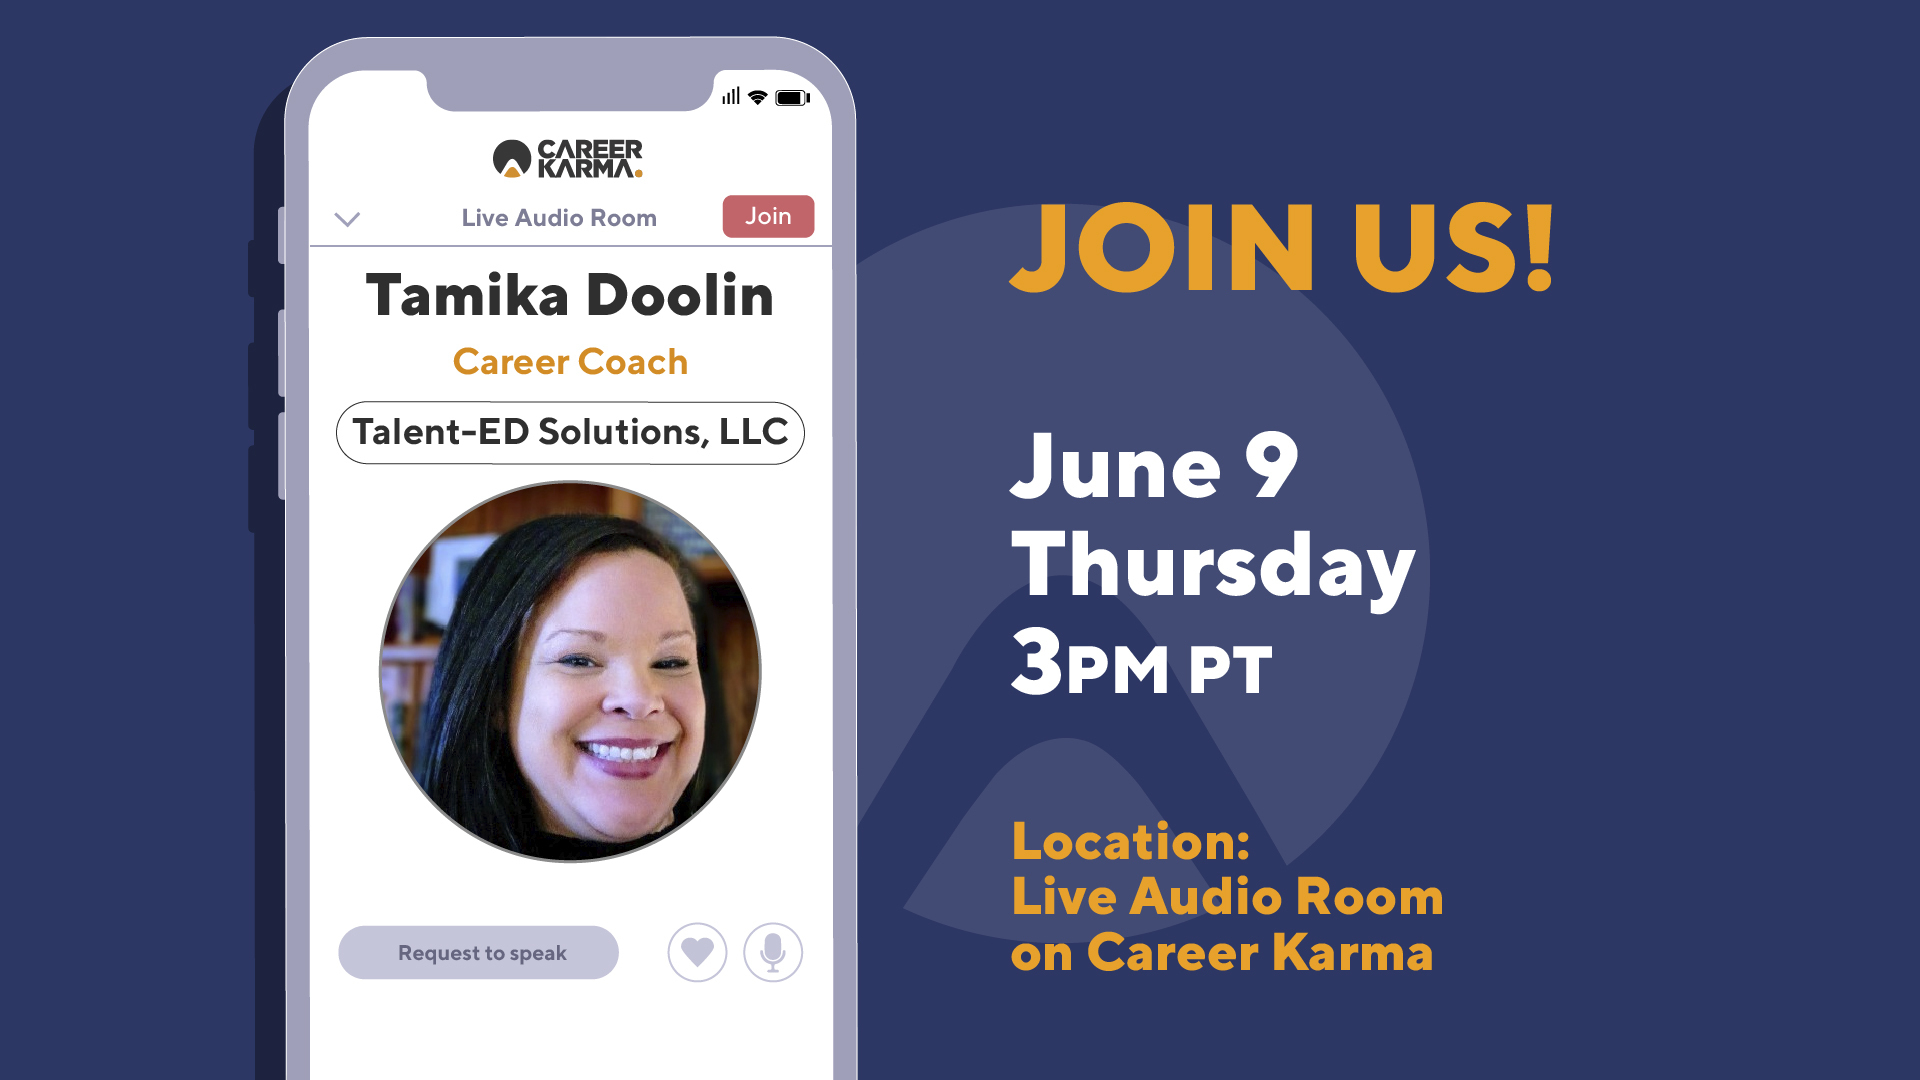 CAREER
KARMA.
Live Audio Room
Join
Tamika Doolin
Career Coach
Talent-ED Solutions, LLC
Request to speak
JOIN US!
June 9
Thursday
3PM PT
Location:
Live Audio Room
on Career Karma